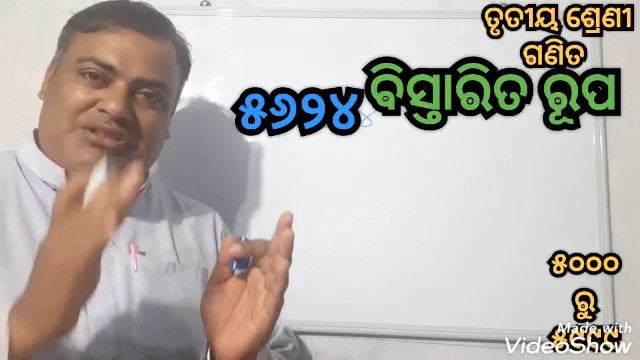 ତୃତୀୟ ଶ୍ରେଣୀ
ଗଣିତ
୫୬୨୪ ବିସ୍ତାରିତ ରୂପ
୫୦୦୦
ରୁ
Made with
VideoShow